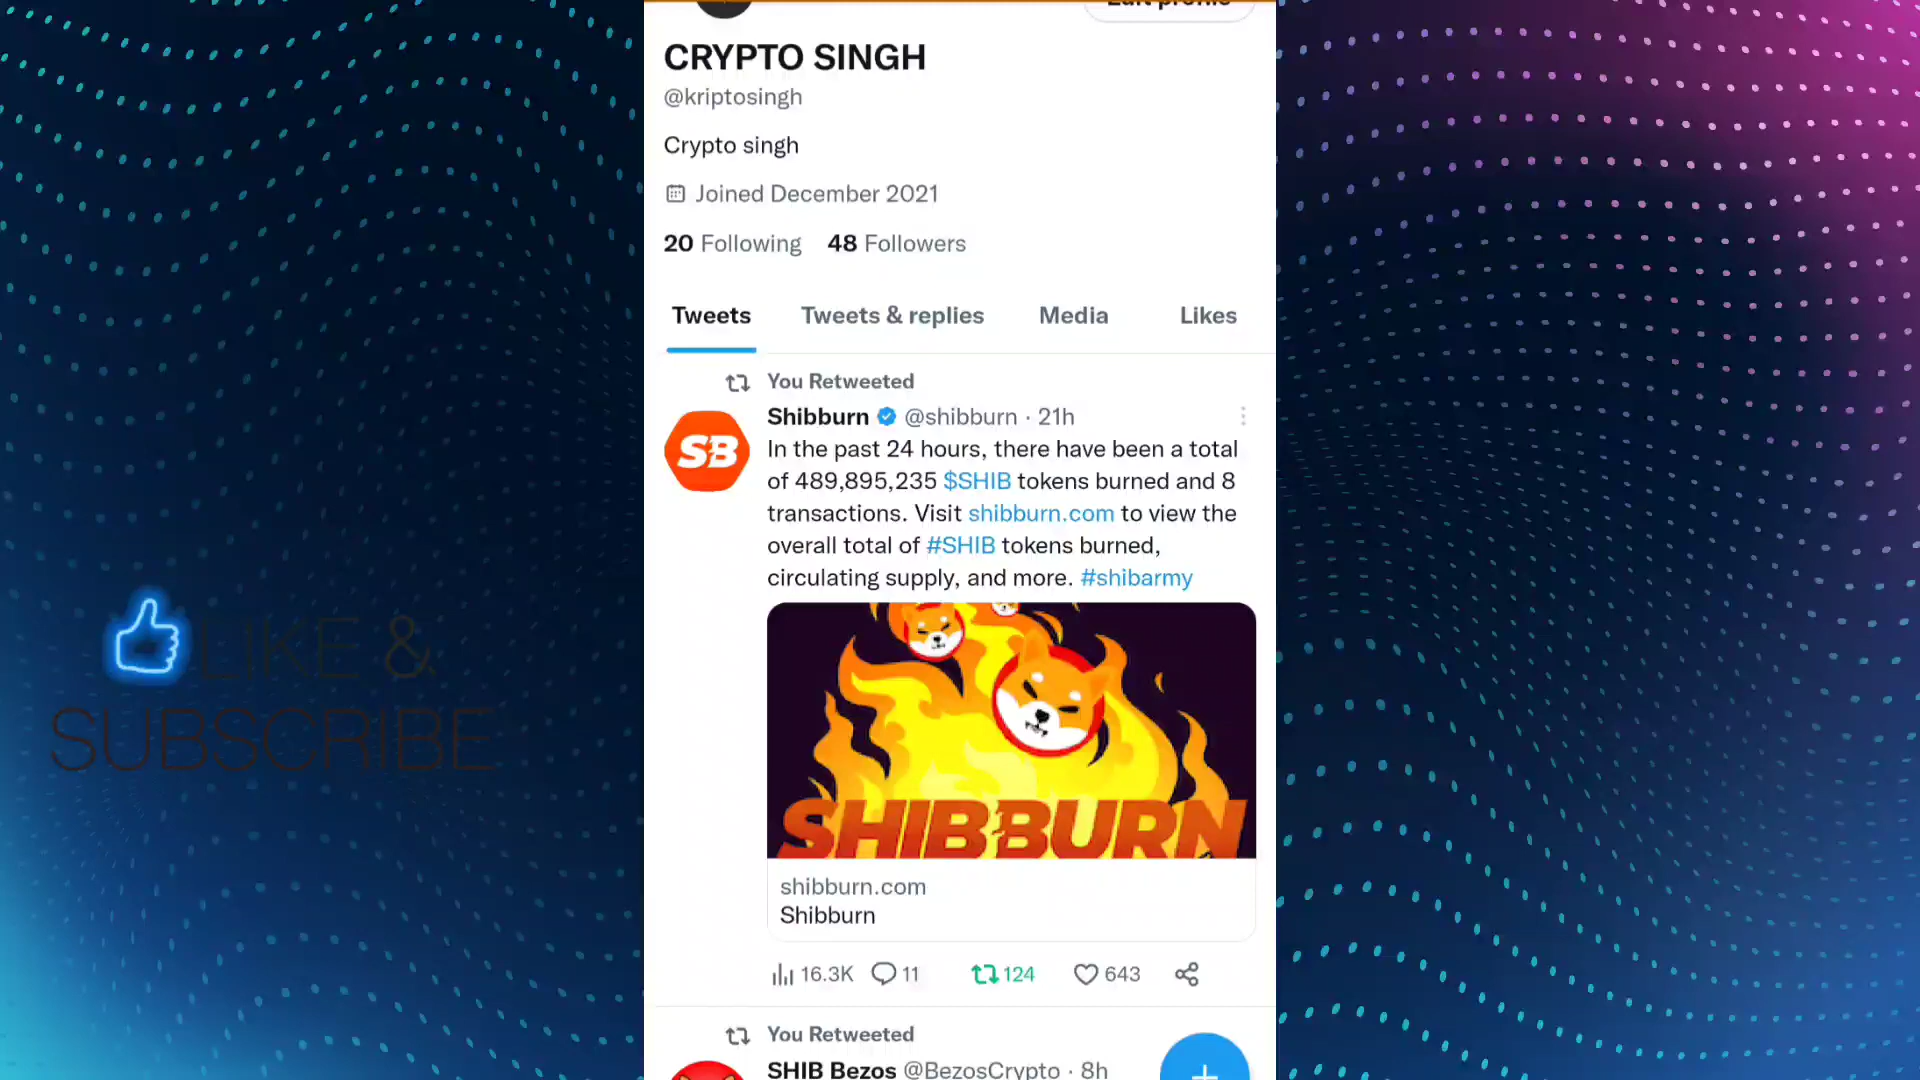 Edit profile
CRYPTO SINGH
@kriptosingh
Crypto singh
Joined December 2021
20 Following 48 Followers
Tweets Tweets & replies Media Likes
You Retweeted
Shibburn @shibburn · 21h
SB
In the past 24 hours, there have been a total
of 489,895,235 $SHIB tokens burned and 8
transactions. Visit shibburn.com to view the
overall total of #SHIB tokens burned,
circulating supply, and more. #shibarmy
LIKE &
SUBSCRIBE
SHIBBURN
shibburn.com
Shibburn
16.3K 11 124 643
You Retweeted
SHIB Bezos @BezosCrypto · 8h